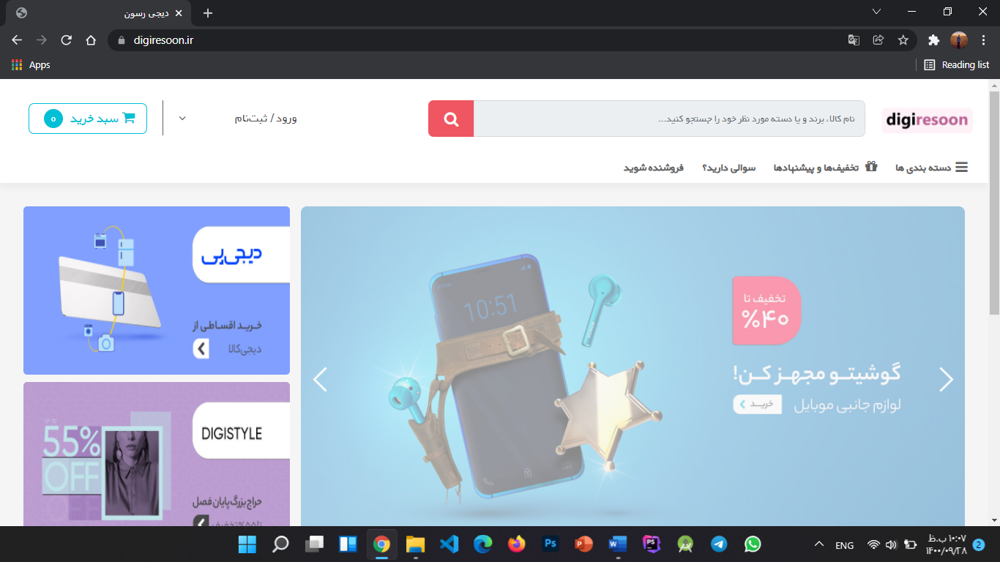 دیجی رسون
digiresoon.ir
Apps
Reading list
digiresoon
نام کالا، برند و یا دسته مورد نظر خود را جستجو کنید...
ورود / ثبت‌نام
سبد خرید ۰
دسته بندی ها
تخفیف‌ها و پیشنهادها
سوالی دارید؟
فروشنده شوید
تخفیف تا
%۴۰
گوشیتو مجهز کن!
لوازم جانبی موبایل
خرید
10:51
دیجی‌پی
خرید اقساطی از
دیجی‌کالا
DIGISTYLE
55%
OFF
حراج بزرگ پایان فصل
تا ۵۵% تخفیف
ENG
۱۰:۰۷ ب.ظ
۱۴۰۰/۰۹/۲۸
2